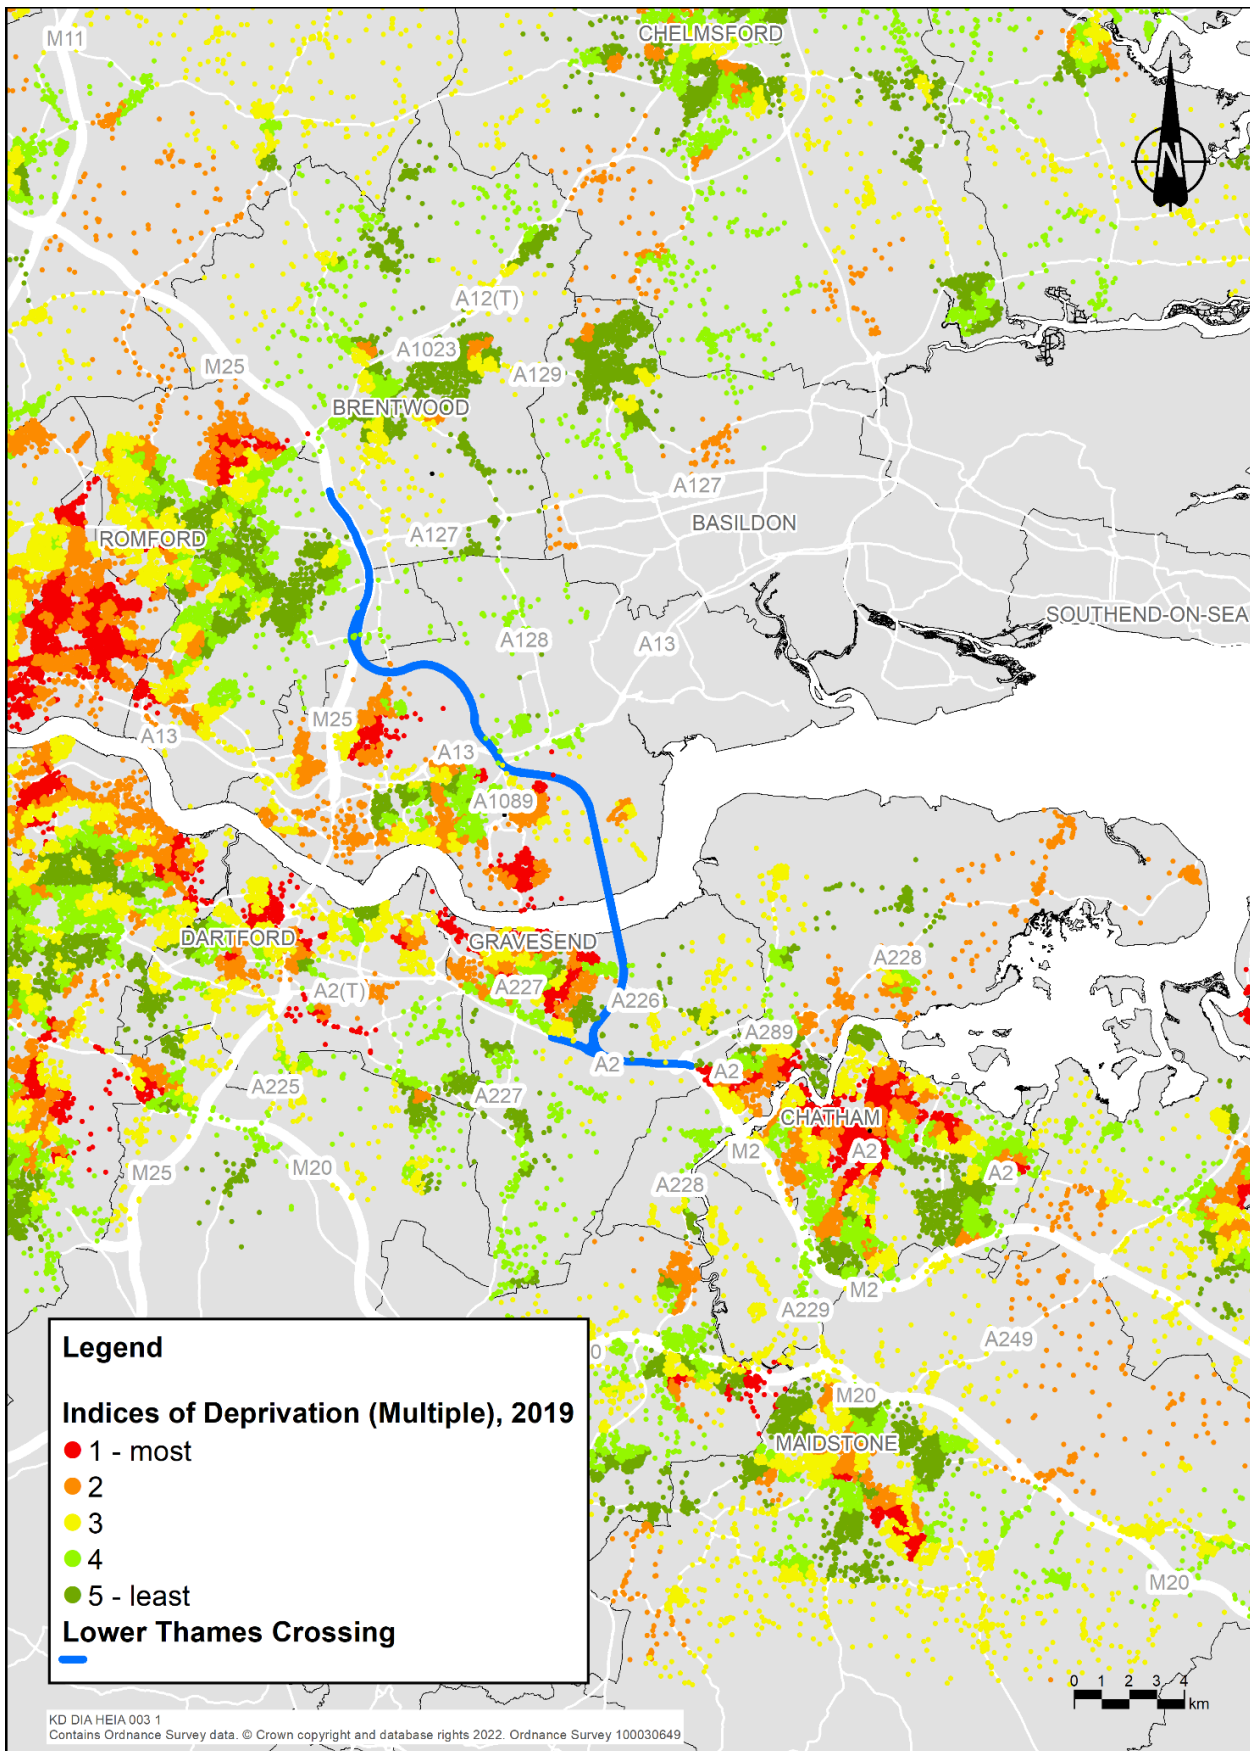 M11
CHELMSFORD
N
A12(T)
A1023
M25
A129
BRENTWOOD
A127
BASILDON
ROMFORD
A127
SOUTHEND-ON-SEA
A128
A13
M25
A13
A13
A1089
DARTFORD
GRAVESEND
A228
A2(T)
A227
A226
A289
A2
A2
A225
A227
CHATHAM
M2
A2
A2
M25
M20
A228
M2
A229
A249
0
M20
MAIDSTONE
M20
Legend
Indices of Deprivation (Multiple), 2019
1 - most
2
3
4
5 - least
Lower Thames Crossing
0 1 2 3 4
km
KD DIA HEIA 003 1
Contains Ordnance Survey data. © Crown copyright and database rights 2022. Ordnance Survey 100030649